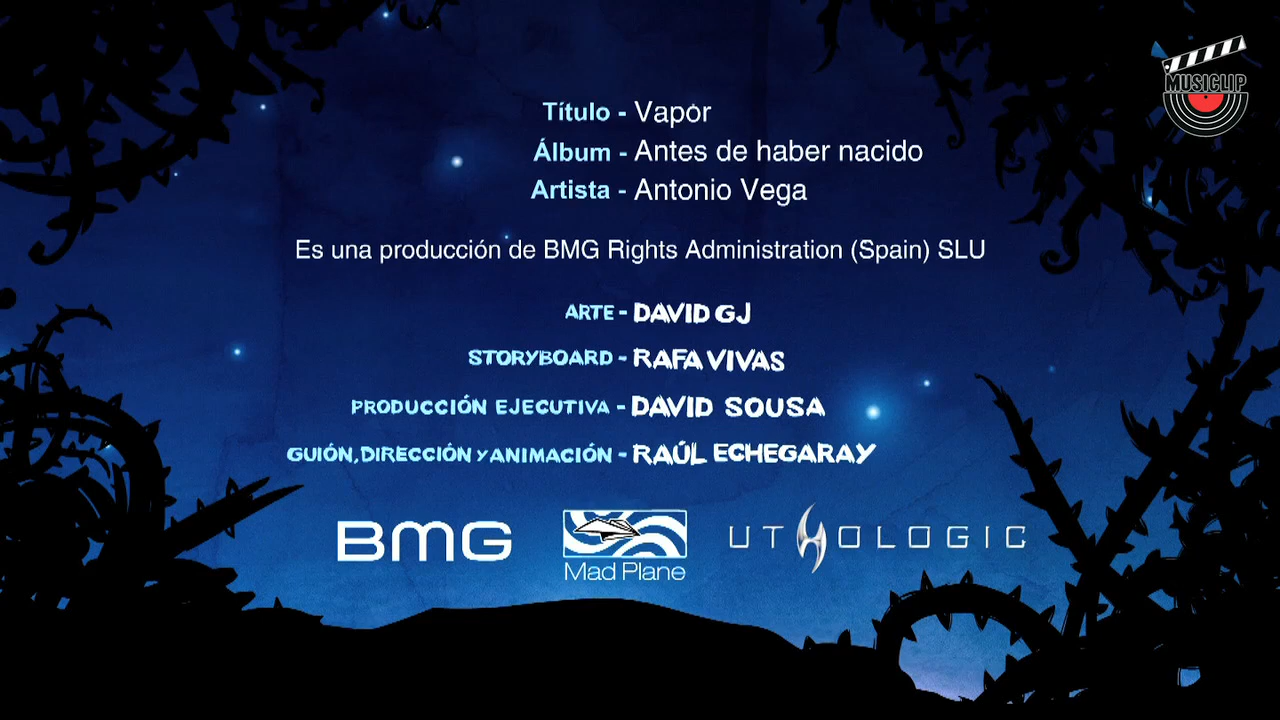 MUSICLIP
Título - Vapor
Álbum - Antes de haber nacido
Artista - Antonio Vega
Es una producción de BMG Rights Administration (Spain) SLU
ARTE - DAVID GJ
STORYBOARD - RAFA VIVAS
PRODUCCIÓN EJECUTIVA - DAVID SOUSA
GUIÓN, DIRECCIÓN Y ANIMACIÓN - RAÚL ECHEGARAY
BMG
Mad Plane
UTHOLOGIC